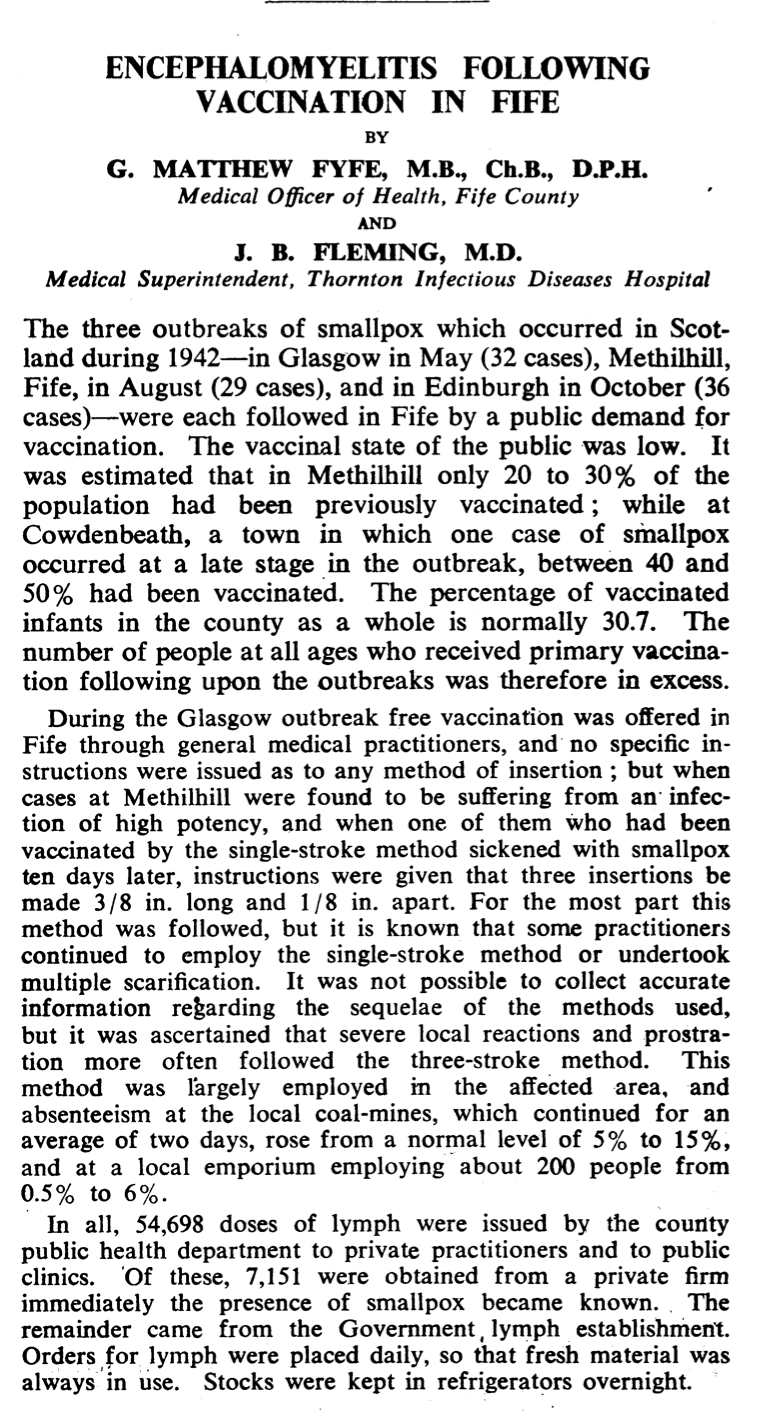 ENCEPHALOMYELITIS FOLLOWING
VACCINATION IN FIFE
BY
G. MATTHEW FYFE, M.B., Ch.B., D.P.H.
Medical Officer of Health, Fife County
AND
J. B. FLEMING, M.D.
Medical Superintendent, Thornton Infectious Diseases Hospital
The three outbreaks of smallpox which occurred in Scot-
land during 1942—in Glasgow in May (32 cases), Methilhill,
Fife, in August (29 cases), and in Edinburgh in October (36
cases)—were each followed in Fife by a public demand for
vaccination. The vaccinal state of the public was low. It
was estimated that in Methilhill only 20 to 30% of the
population had been previously vaccinated; while at
Cowdenbeath, a town in which one case of smallpox
occurred at a late stage in the outbreak, between 40 and
50% had been vaccinated. The percentage of vaccinated
infants in the county as a whole is normally 30.7. The
number of people at all ages who received primary vaccina-
tion following upon the outbreaks was therefore in excess.
During the Glasgow outbreak free vaccination was offered in
Fife through general medical practitioners, and no specific in-
structions were issued as to any method of insertion; but when
cases at Methilhill were found to be suffering from an infec-
tion of high potency, and when one of them who had been
vaccinated by the single-stroke method sickened with smallpox
ten days later, instructions were given that three insertions be
made 3/8 in. long and 1/8 in. apart. For the most part this
method was followed, but it is known that some practitioners
continued to employ the single-stroke method or undertook
multiple scarification. It was not possible to collect accurate
information regarding the sequelae of the methods used,
but it was ascertained that severe local reactions and prostra-
tion more often followed the three-stroke method. This
method was largely employed in the affected area, and
absenteeism at the local coal-mines, which continued for an
average of two days, rose from a normal level of 5% to 15%,
and at a local emporium employing about 200 people from
0.5% to 6%.
In all, 54,698 doses of lymph were issued by the county
public health department to private practitioners and to public
clinics. Of these, 7,151 were obtained from a private firm
immediately the presence of smallpox became known. The
remainder came from the Government lymph establishment.
Orders for lymph were placed daily, so that fresh material was
always in use. Stocks were kept in refrigerators overnight.